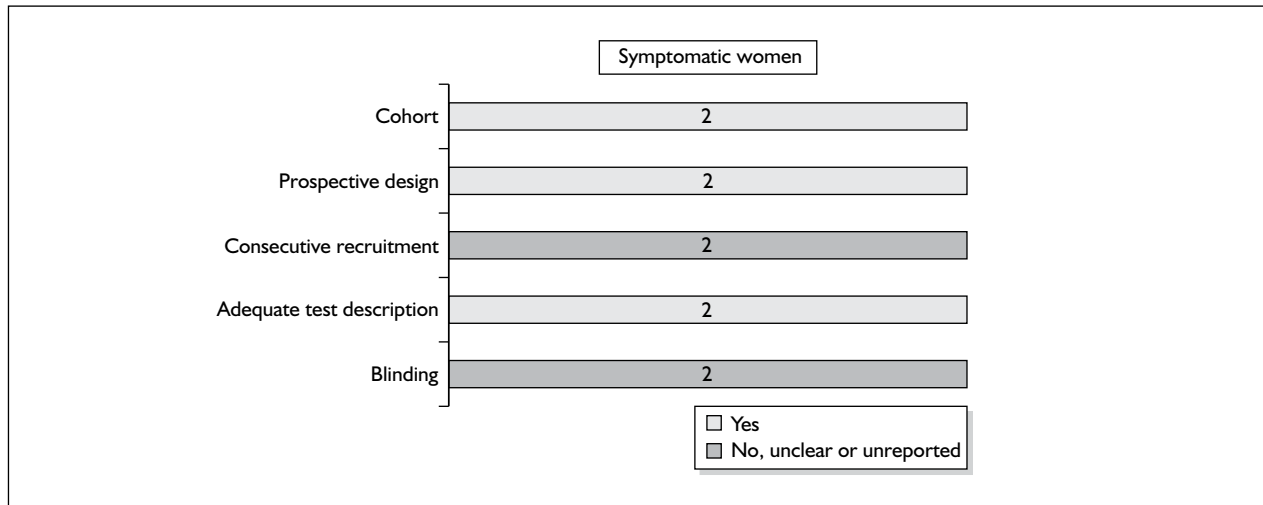 Symptomatic women
Cohort 2
Prospective design 2
Consecutive recruitment 2
Adequate test description 2
Blinding 2
Yes
No, unclear or unreported